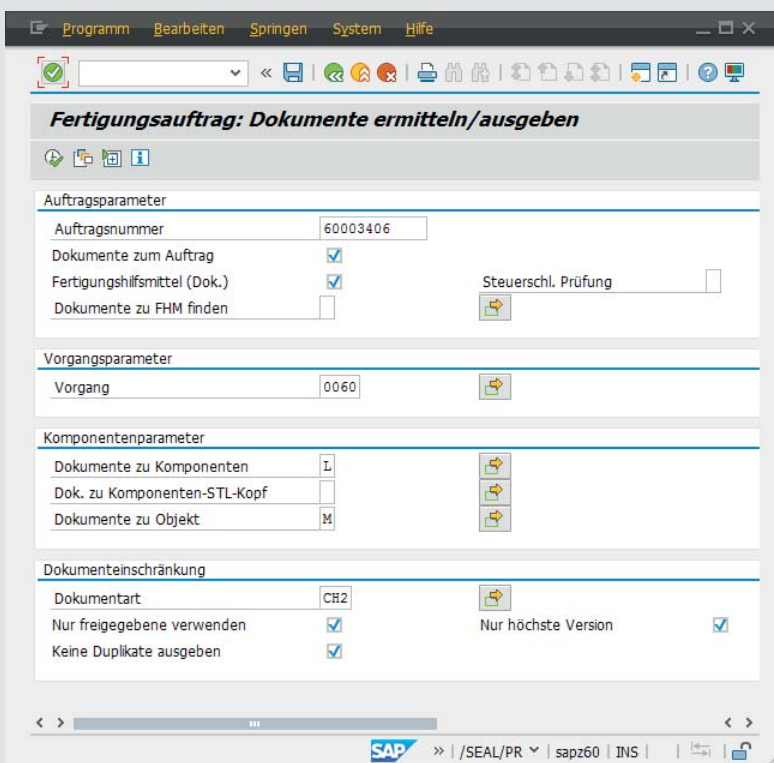 Programm Bearbeiten Springen System Hilfe
Fertigungsauftrag: Dokumente ermitteln/ausgeben
Auftragsparameter
Auftragsnummer 60003406
Dokumente zum Auftrag
Fertigungshilfsmittel (Dok.) Steuerschl. Prüfung
Dokumente zu FHM finden
Vorgangsparameter
Vorgang 0060
Komponentenparameter
Dokumente zu Komponenten L
Dok. zu Komponenten-STL-Kopf
Dokumente zu Objekt M
Dokumenteinschränkung
Dokumentart CH2
Nur freigegebene verwenden Nur höchste Version
Keine Duplikate ausgeben
SAP » | /SEAL/PR | sapz60 | INS |